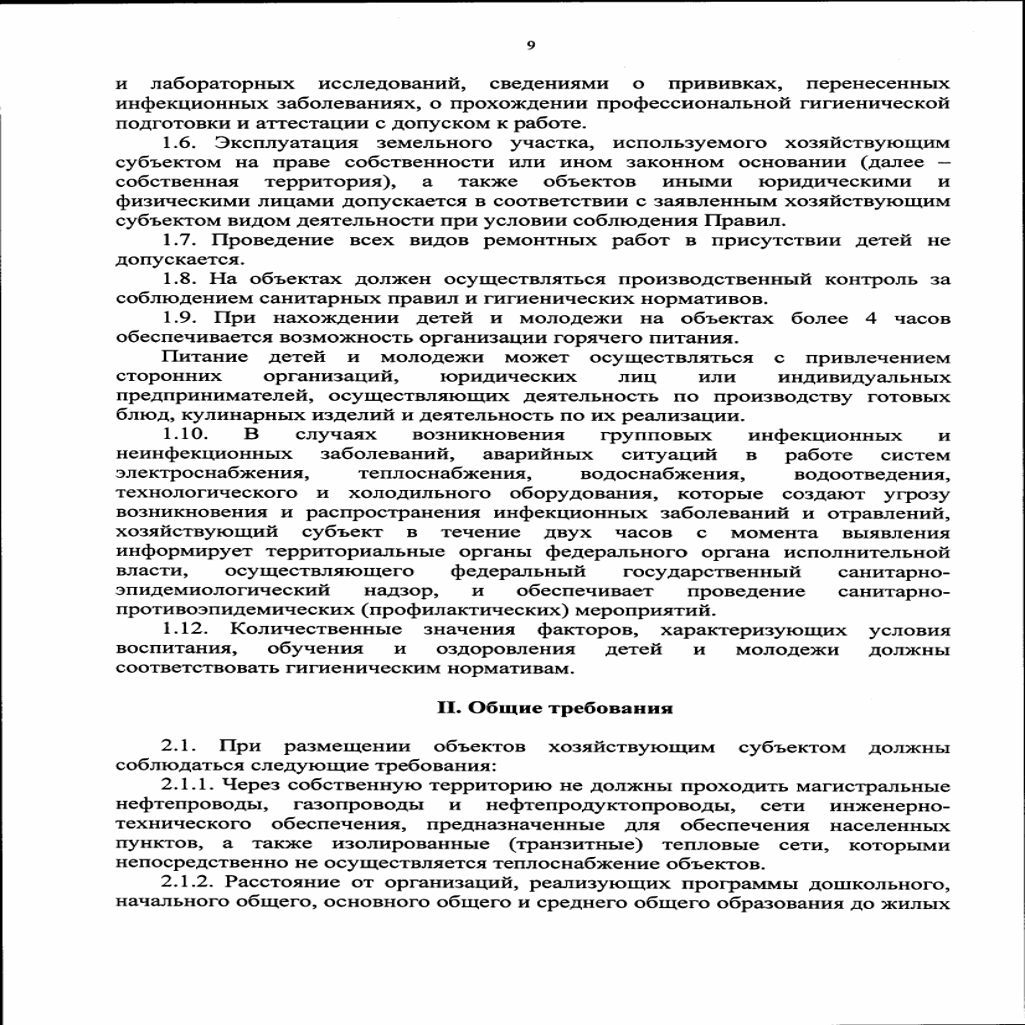 9
и лабораторных исследований, сведениями о прививках, перенесенных
инфекционных заболеваниях, о прохождении профессиональной гигиенической
подготовки и аттестации с допуском к работе.
1.6. Эксплуатация земельного участка, используемого хозяйствующим
субъектом на праве собственности или ином законном основании (далее –
собственная территория), а также объектов иными юридическими и
физическими лицами допускается в соответствии с заявленным хозяйствующим
субъектом видом деятельности при условии соблюдения Правил.
1.7. Проведение всех видов ремонтных работ в присутствии детей не
допускается.
1.8. На объектах должен осуществляться производственный контроль за
соблюдением санитарных правил и гигиенических нормативов.
1.9. При нахождении детей и молодежи на объектах более 4 часов
обеспечивается возможность организации горячего питания.
Питание детей и молодежи может осуществляться с привлечением
сторонних организаций, юридических лиц или индивидуальных
предпринимателей, осуществляющих деятельность по производству готовых
блюд, кулинарных изделий и деятельность по их реализации.
1.10. В случаях возникновения групповых инфекционных и
неинфекционных заболеваний, аварийных ситуаций в работе систем
электроснабжения, теплоснабжения, водоснабжения, водоотведения,
технологического и холодильного оборудования, которые создают угрозу
возникновения и распространения инфекционных заболеваний и отравлений,
хозяйствующий субъект в течение двух часов с момента выявления
информирует территориальные органы федерального органа исполнительной
власти, осуществляющего федеральный государственный санитарно-
эпидемиологический надзор, и обеспечивает проведение санитарно-
противоэпидемических (профилактических) мероприятий.
1.12. Количественные значения факторов, характеризующих условия
воспитания, обучения и оздоровления детей и молодежи должны
соответствовать гигиеническим нормативам.
II. Общие требования
2.1. При размещении объектов хозяйствующим субъектом должны
соблюдаться следующие требования:
2.1.1. Через собственную территорию не должны проходить магистральные
нефтепроводы, газопроводы и нефтепродуктопроводы, сети инженерно-
технического обеспечения, предназначенные для обеспечения населенных
пунктов, а также изолированные (транзитные) тепловые сети, которыми
непосредственно не осуществляется теплоснабжение объектов.
2.1.2. Расстояние от организаций, реализующих программы дошкольного,
начального общего, основного общего и среднего общего образования до жилых